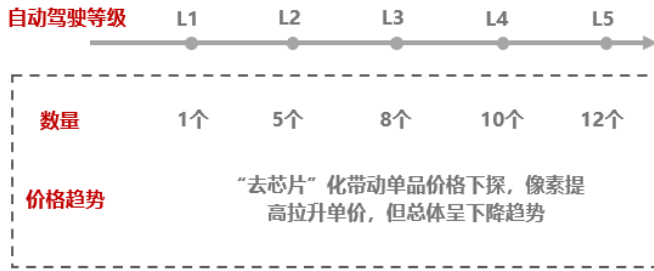 自动驾驶等级 L1 L2 L3 L4 L5
数量 1个 5个 8个 10个 12个
价格趋势
“去芯片”化带动单品价格下探，像素提
高拉升单价，但总体呈下降趋势